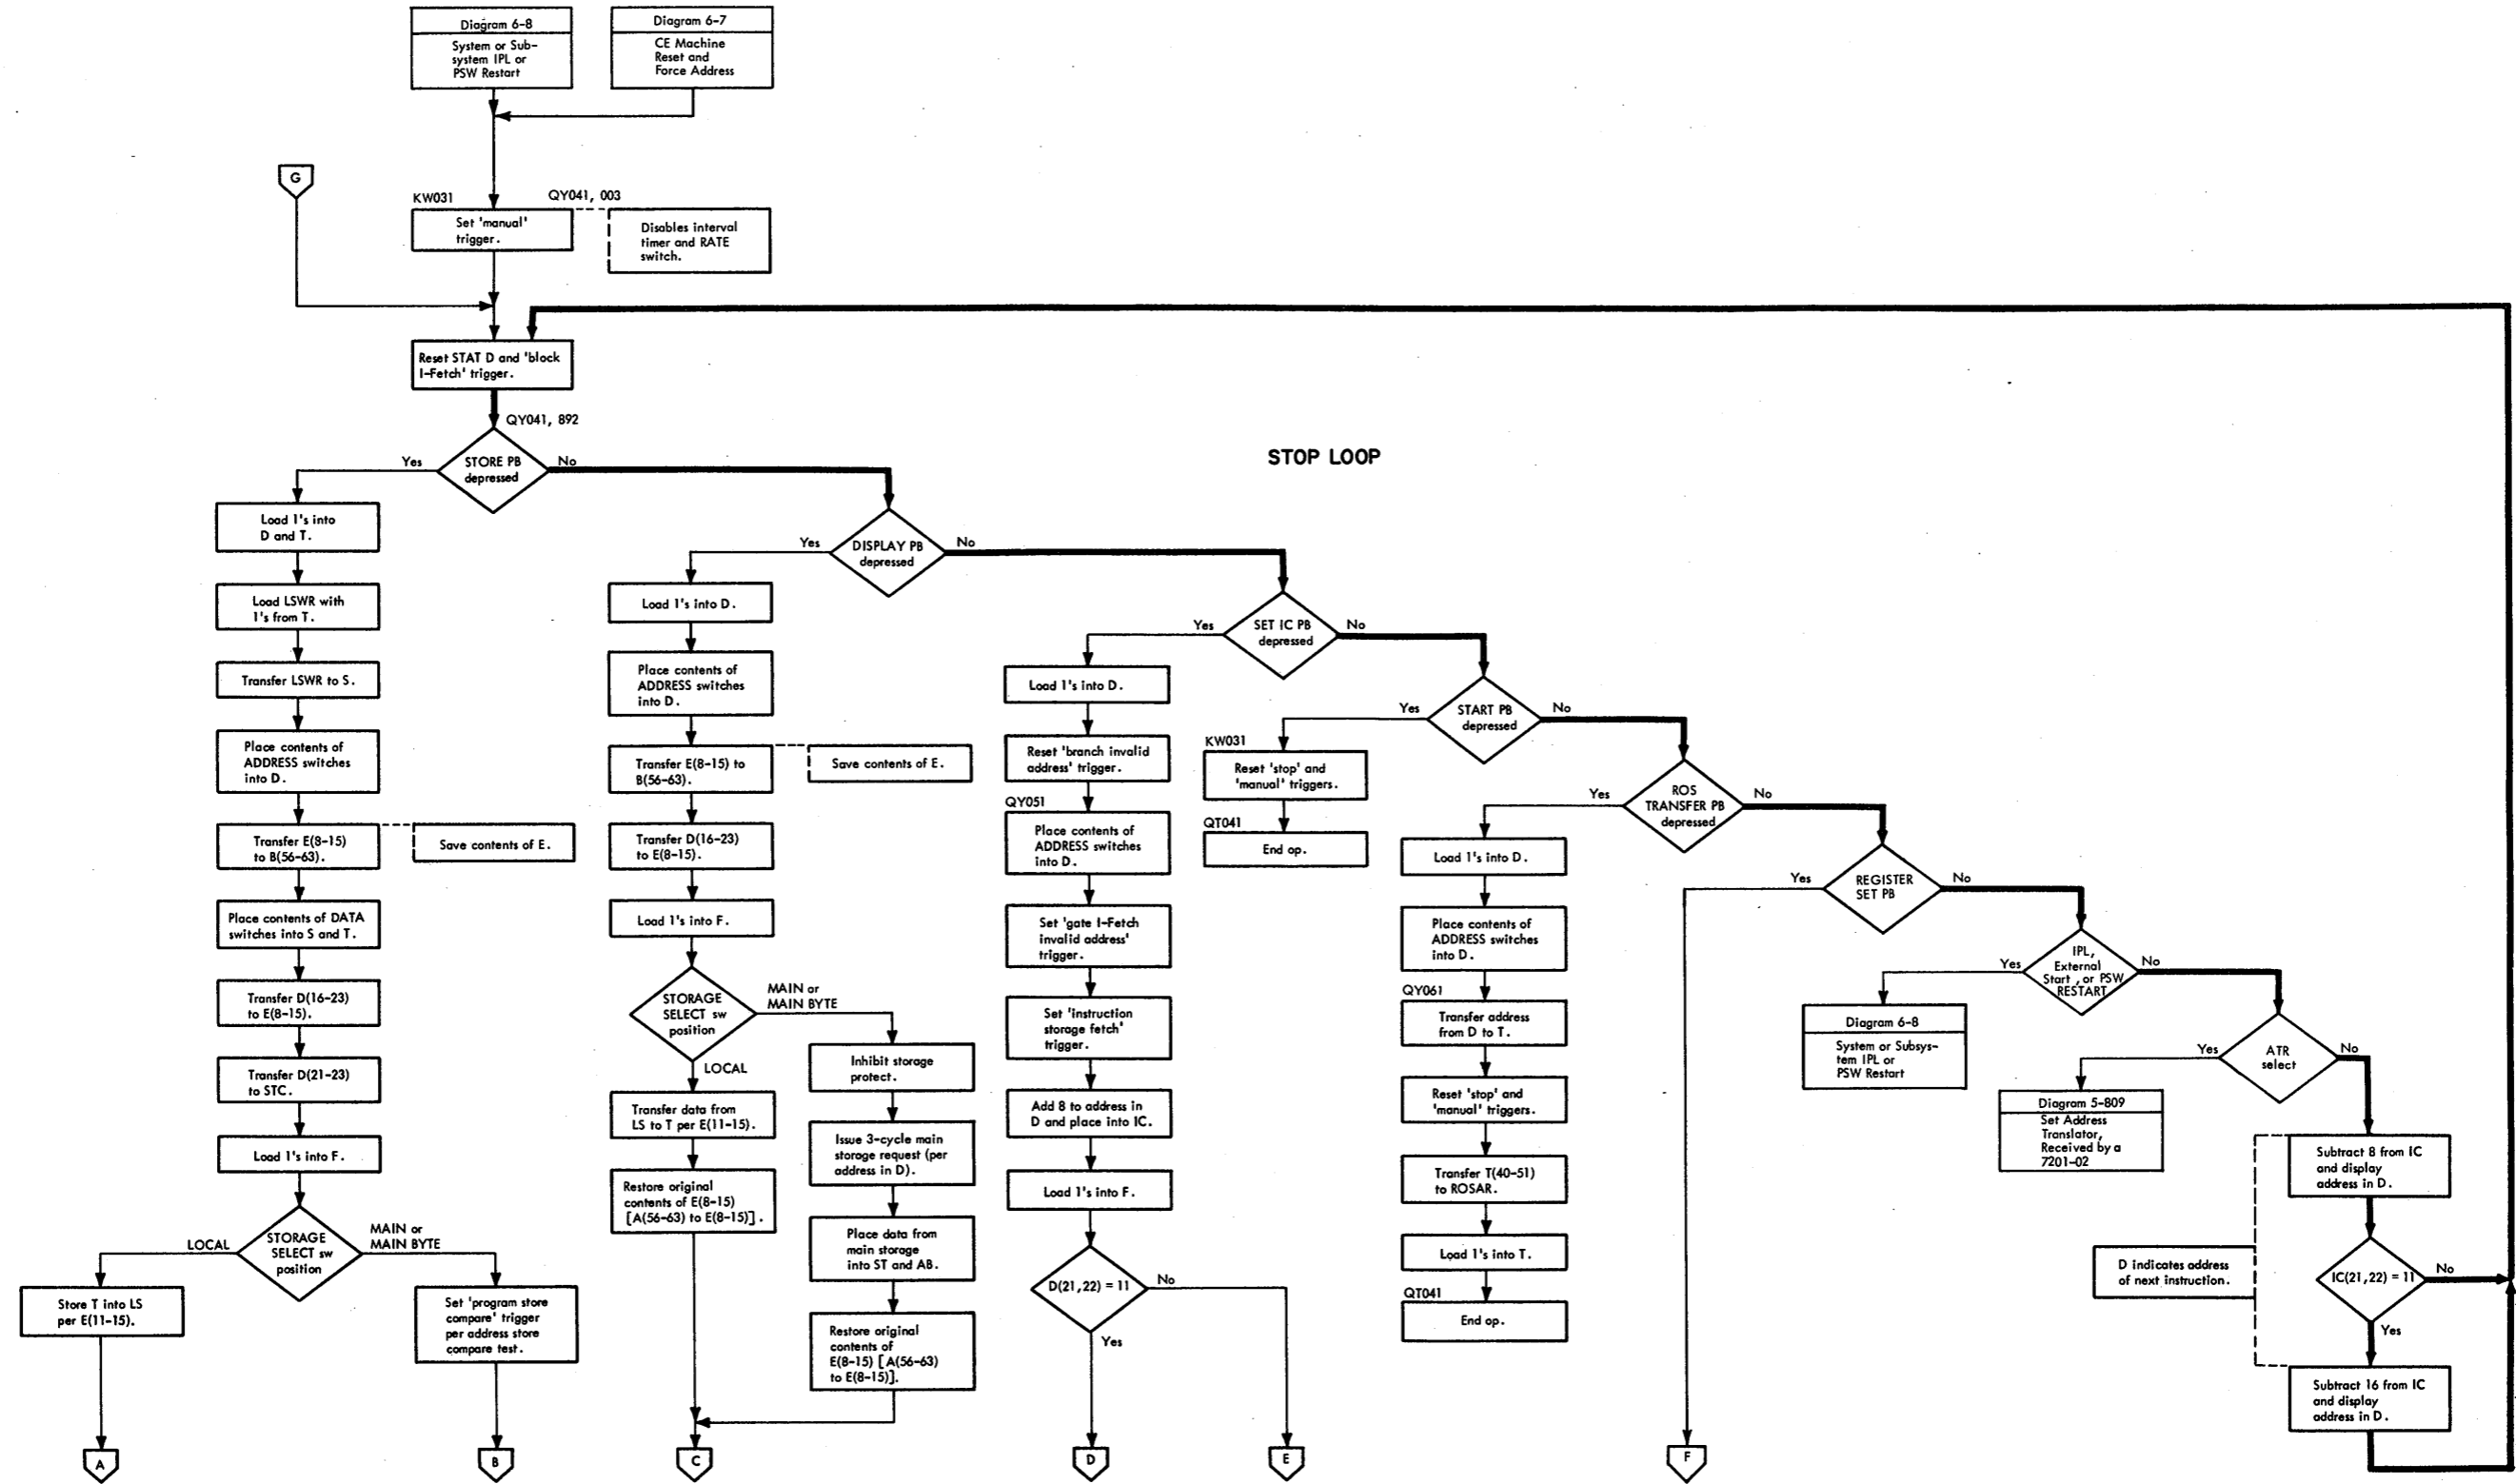 Diagram 6-8
System or Sub-
system IPL or
PSW Restart
Diagram 6-7
CE Machine
Reset and
Force Address
G
KW031
QY041, 003
Set 'manual'
trigger.
Disables interval
timer and RATE
switch.
Reset STAT D and 'block
I-Fetch' trigger.
QY041, 892
STOP LOOP
Yes
STORE PB
depressed
No
Load 1's into
D and T.
Load LSWR with
1's from T.
Transfer LSWR to S.
Place contents of
ADDRESS switches
into D.
Transfer E(8-15)
to B(56-63).
Save contents of E.
Place contents of DATA
switches into S and T.
Transfer D(16-23)
to E(8-15).
Transfer D(21-23)
to STC.
Load 1's into F.
LOCAL
STORAGE
SELECT sw
position
MAIN or
MAIN BYTE
Store T into LS
per E(11-15).
Set 'program store
compare' trigger
per address store
compare test.
A
B
Yes
DISPLAY PB
depressed
No
Load 1's into D.
Place contents of
ADDRESS switches
into D.
Transfer E(8-15) to
B(56-63).
Save contents of E.
Transfer D(16-23)
to E(8-15).
Load 1's into F.
STORAGE
SELECT sw
position
MAIN or
MAIN BYTE
LOCAL
Transfer data from
LS to T per E(11-15).
Restore original
contents of E(8-15)
[A(56-63) to E(8-15)].
Inhibit storage
protect.
Issue 3-cycle main
storage request (per
address in D).
Place data from
main storage
into ST and AB.
Restore original
contents of
E(8-15) [A(56-63)
to E(8-15)].
C
Yes
SET IC PB
depressed
No
Load 1's into D.
Reset 'branch invalid
address' trigger.
QY051
Place contents of
ADDRESS switches
into D.
Set 'gate I-Fetch
invalid address'
trigger.
Set 'instruction
storage fetch'
trigger.
Add 8 to address in
D and place into IC.
Load 1's into F.
D(21,22) = 11
No
Yes
D
E
Yes
START PB
depressed
No
KW031
Reset 'stop' and
'manual' triggers.
QT041
End op.
Yes
ROS
TRANSFER PB
depressed
No
Load 1's into D.
Place contents of
ADDRESS switches
into D.
QY061
Transfer address
from D to T.
Reset 'stop' and
'manual' triggers.
Transfer T(40-51)
to ROSAR.
Load 1's into T.
QT041
End op.
Yes
REGISTER
SET PB
No
F
Yes
IPL,
External
Start, or PSW
RESTART
No
Diagram 6-8
System or Subsys-
tem IPL or
PSW Restart
Yes
ATR
select
No
Diagram 5-809
Set Address
Translator,
Received by a
7201-02
Subtract 8 from IC
and display
address in D.
D indicates address
of next instruction.
IC(21,22) = 11
No
Yes
Subtract 16 from IC
and display
address in D.